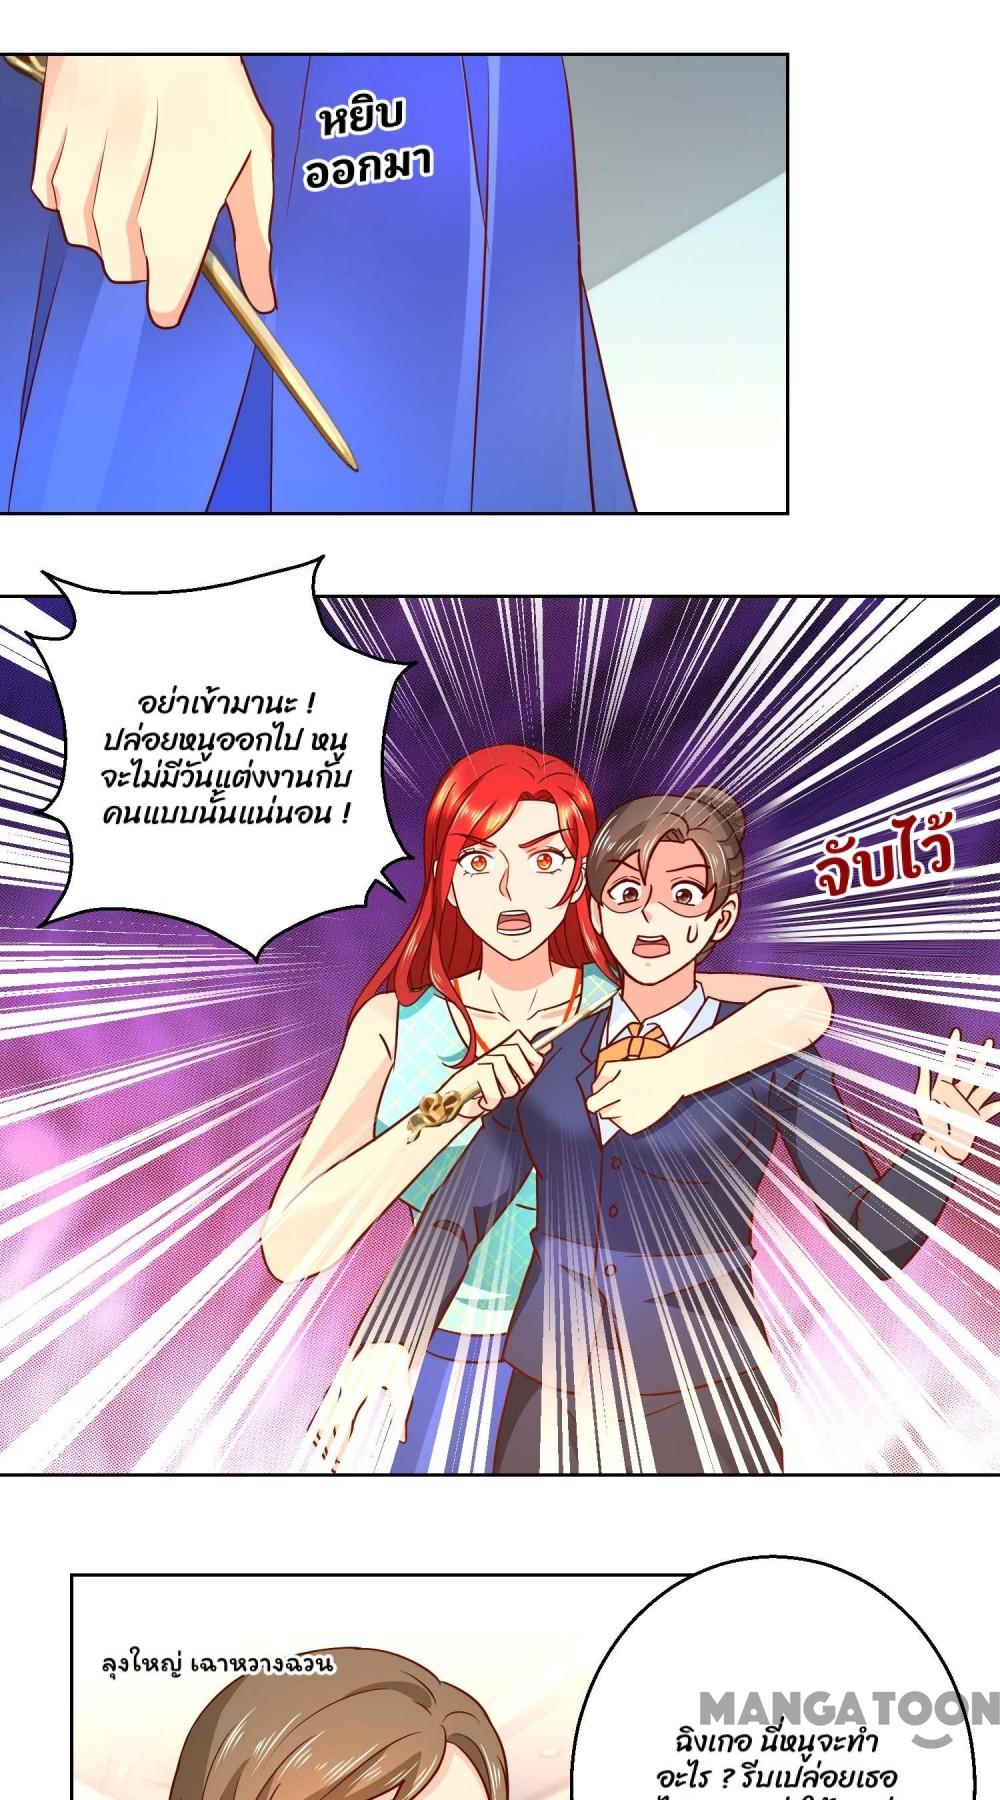 หยิบ
ออกมา
อย่าเข้ามานะ !
ปล่อยหนูออกไป หนู
จะไม่มีวันแต่งงานกับ
คนแบบนั้นแน่นอน !
จับไว้
ลุงใหญ่ เฉาหวางฉวน
MANGATOON
ฉิงเกอ นี่หนูจะทำ
อะไร ? รีบเปล่อยเธอ